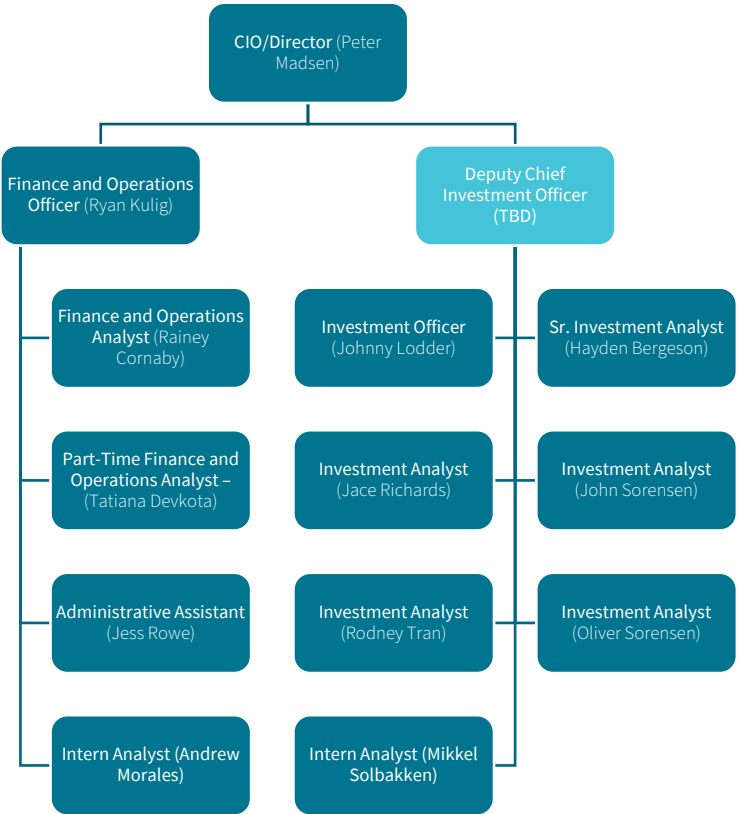 CIO/Director (Peter
Madsen)
Finance and Operations
Officer (Ryan Kulig)
Deputy Chief
Investment Officer
(TBD)
Finance and Operations
Analyst (Rainey
Cornaby)
Investment Officer
(Johnny Lodder)
Sr. Investment Analyst
(Hayden Bergeson)
Part-Time Finance and
Operations Analyst –
(Tatiana Devkota)
Investment Analyst
(Jace Richards)
Investment Analyst
(John Sorensen)
Administrative Assistant
(Jess Rowe)
Investment Analyst
(Rodney Tran)
Investment Analyst
(Oliver Sorensen)
Intern Analyst (Andrew
Morales)
Intern Analyst (Mikkel
Solbakken)